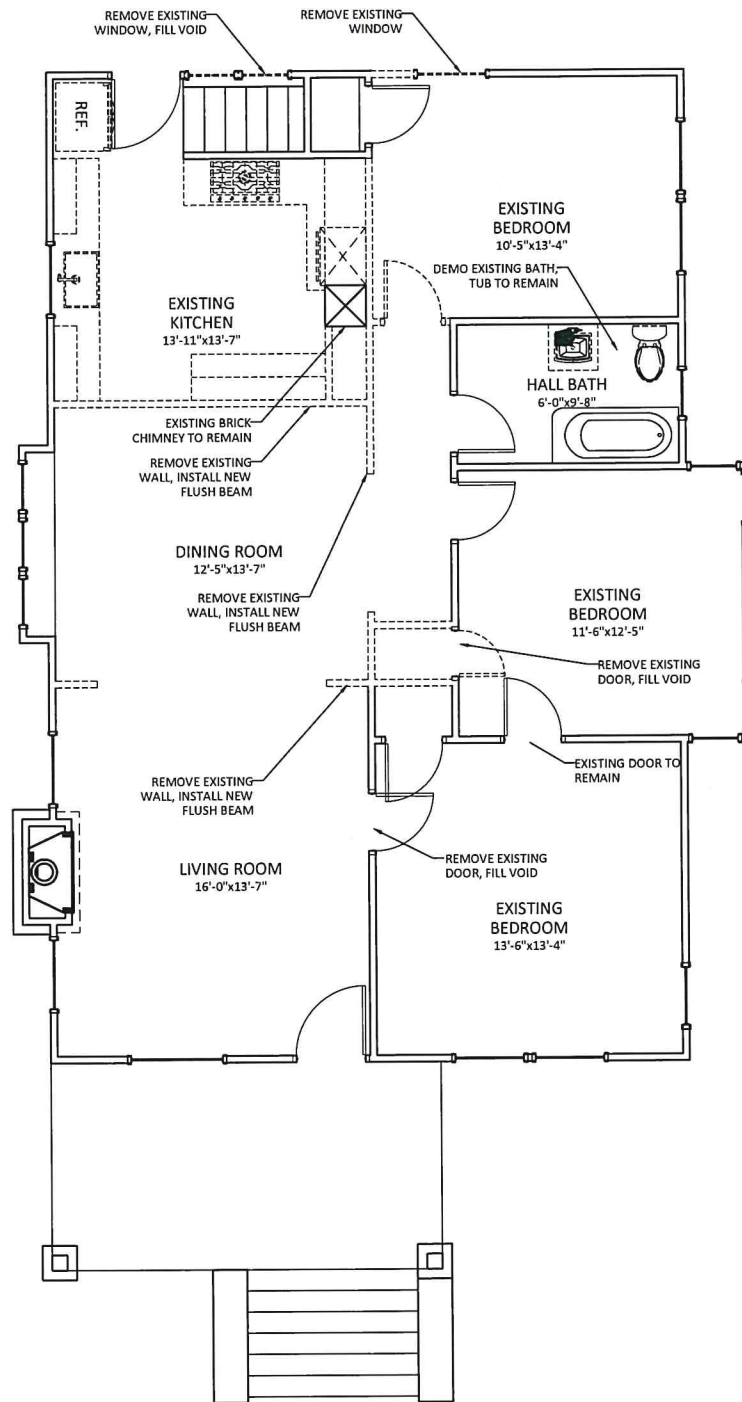 REMOVE EXISTING
WINDOW, FILL VOID
REMOVE EXISTING
WINDOW
REF.
EXISTING
BEDROOM
10'-5"x13'-4"
DEMO EXISTING BATH,
TUB TO REMAIN
EXISTING
KITCHEN
13'-11"x13'-7"
HALL BATH
6'-0"x9'-8"
EXISTING BRICK
CHIMNEY TO REMAIN
REMOVE EXISTING
WALL, INSTALL NEW
FLUSH BEAM
DINING ROOM
12'-5"x13'-7"
REMOVE EXISTING
WALL, INSTALL NEW
FLUSH BEAM
EXISTING
BEDROOM
11'-6"x12'-5"
REMOVE EXISTING
DOOR, FILL VOID
EXISTING DOOR TO
REMAIN
REMOVE EXISTING
WALL, INSTALL NEW
FLUSH BEAM
LIVING ROOM
16'-0"x13'-7"
REMOVE EXISTING
DOOR, FILL VOID
EXISTING
BEDROOM
13'-6"x13'-4"